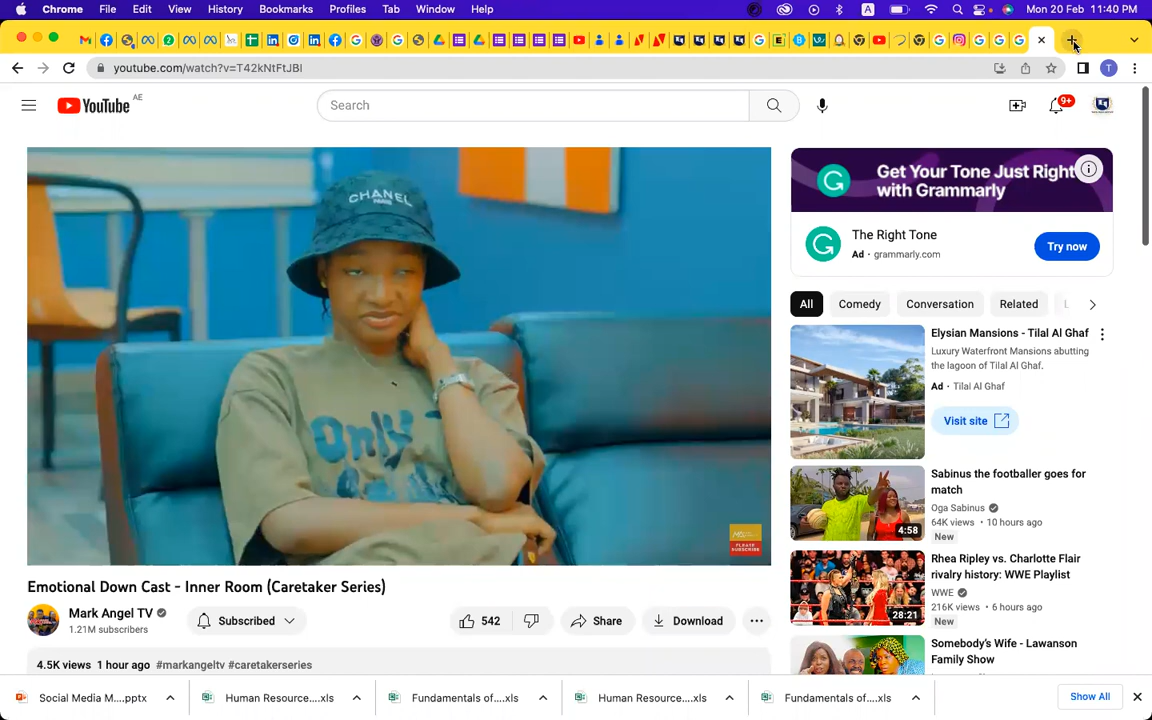 Chrome File Edit View History Bookmarks Profiles Tab Window Help A Mon 20 Feb 11:40 PM
youtube.com/watch?v=T42kNtFtJBI T
YouTube AE
Search
9+
CHANEL
PARIS
Only
PLEASE
SUBSCRIBE
Emotional Down Cast - Inner Room (Caretaker Series)
Mark Angel TV
1.21M subscribers
Subscribed
542
Share
Download
4.5K views 1 hour ago #markangeltv #caretakerseries
Get Your Tone Just Right
with Grammarly
The Right Tone
Ad · grammarly.com
Try now
All Comedy Conversation Related
Elysian Mansions - Tilal Al Ghaf
Luxury Waterfront Mansions abutting
the lagoon of Tilal Al Ghaf.
Ad · Tilal Al Ghaf
Visit site
Sabinus the footballer goes for
match
Oga Sabinus
64K views · 10 hours ago
New
4:58
Rhea Ripley vs. Charlotte Flair
rivalry history: WWE Playlist
WWE
216K views · 6 hours ago
New
28:21
Somebody's Wife - Lawanson
Family Show
Social Media M....pptx Human Resource....xls Fundamentals of....xls Human Resource....xls Fundamentals of....xls Show All